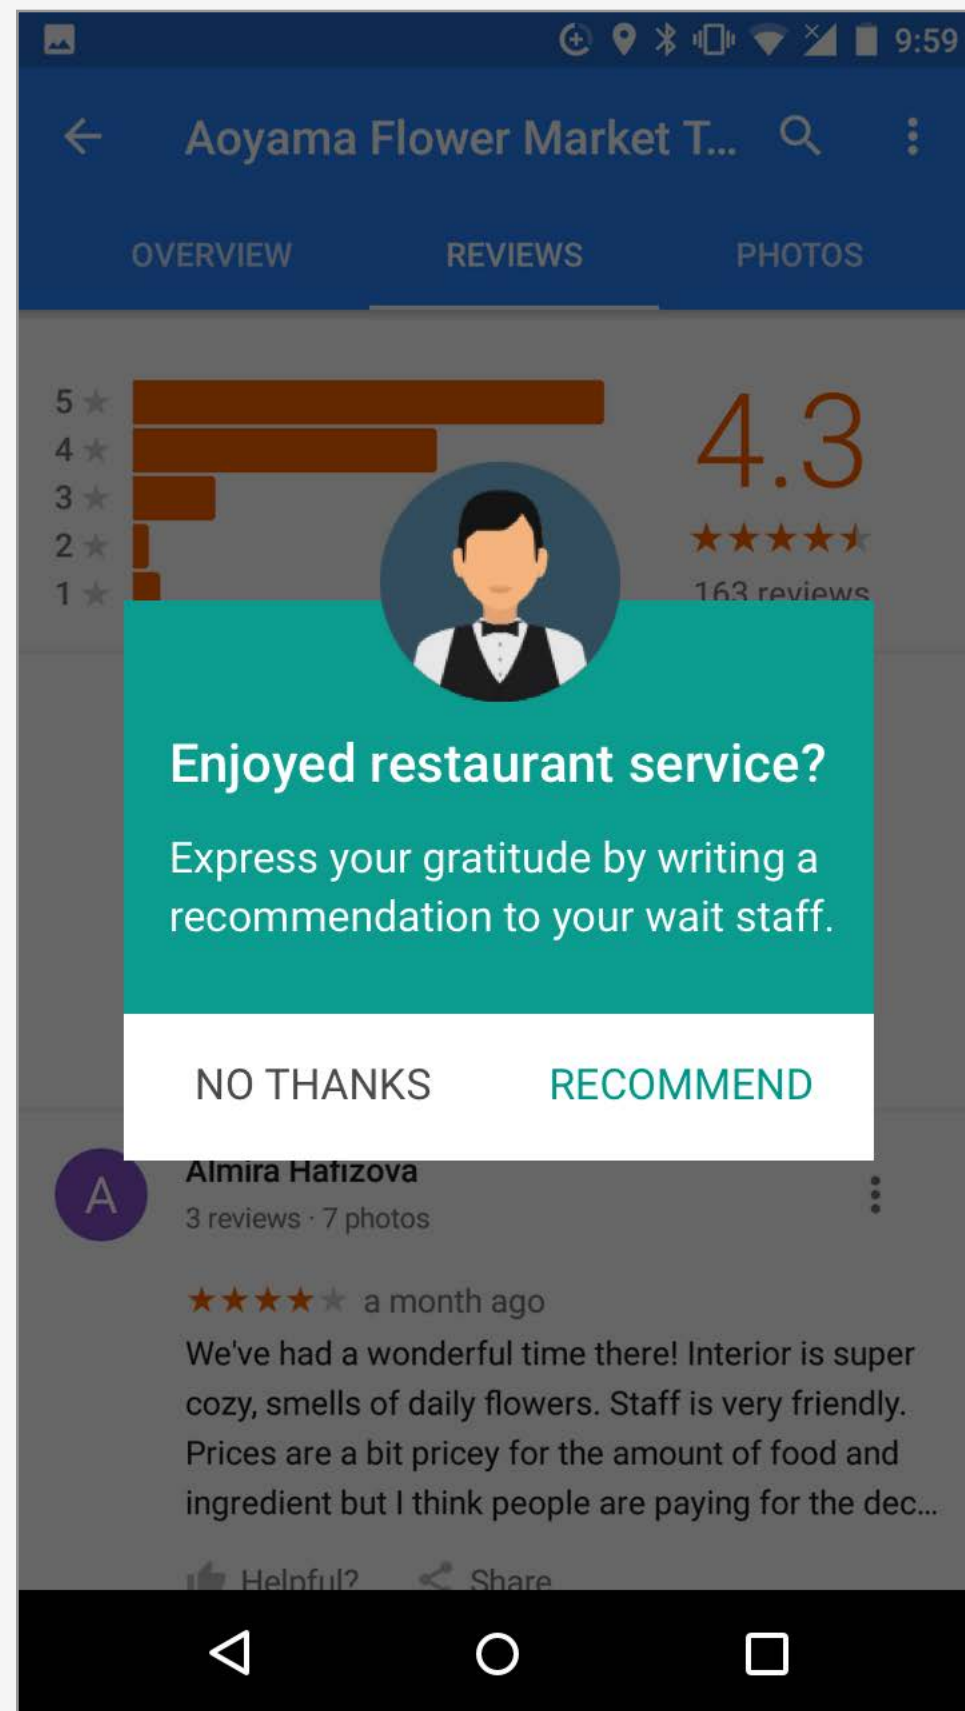 9:59
Aoyama Flower Market T...
OVERVIEW REVIEWS PHOTOS
5
4
3
2
1
4.3
163 reviews
Enjoyed restaurant service?
Express your gratitude by writing a
recommendation to your wait staff.
NO THANKS RECOMMEND
A
Almira Hafizova
3 reviews · 7 photos
a month ago
We've had a wonderful time there! Interior is super
cozy, smells of daily flowers. Staff is very friendly.
Prices are a bit pricey for the amount of food and
ingredient but I think people are paying for the dec...
Helpful? Share